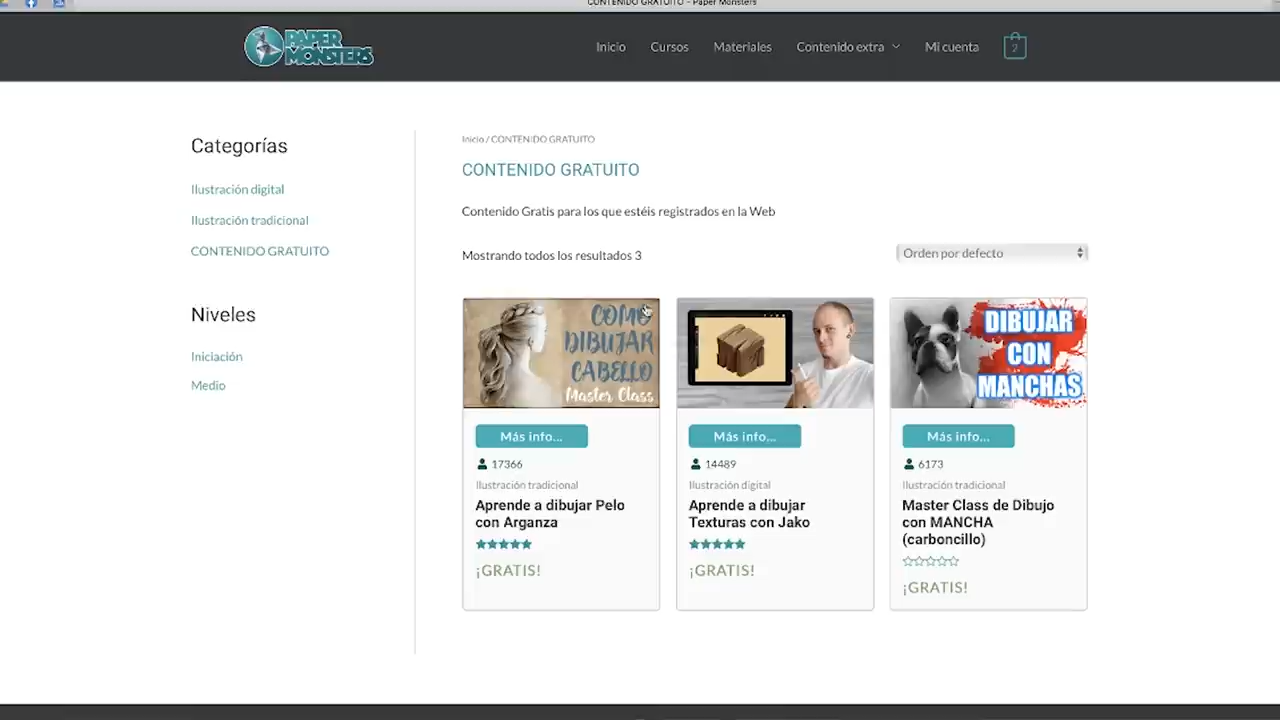 CONTENIDO GRATUITO - Paper Monsters
PAPER
MONSTERS
Inicio
Cursos
Materiales
Contenido extra
Mi cuenta
2
Categorías
Ilustración digital
Ilustración tradicional
CONTENIDO GRATUITO
Niveles
Iniciación
Medio
Inicio / CONTENIDO GRATUITO
CONTENIDO GRATUITO
Contenido Gratis para los que estéis registrados en la Web
Mostrando todos los resultados 3
Orden por defecto
COMO
DIBUJAR
CABELLO
Master Class
Más info...
17366
Ilustración tradicional
Aprende a dibujar Pelo
con Arganza
¡GRATIS!
Más info...
14489
Ilustración digital
Aprende a dibujar
Texturas con Jako
¡GRATIS!
DIBUJAR
CON
MANCHAS
Más info...
6173
Ilustración tradicional
Master Class de Dibujo
con MANCHA
(carboncillo)
¡GRATIS!